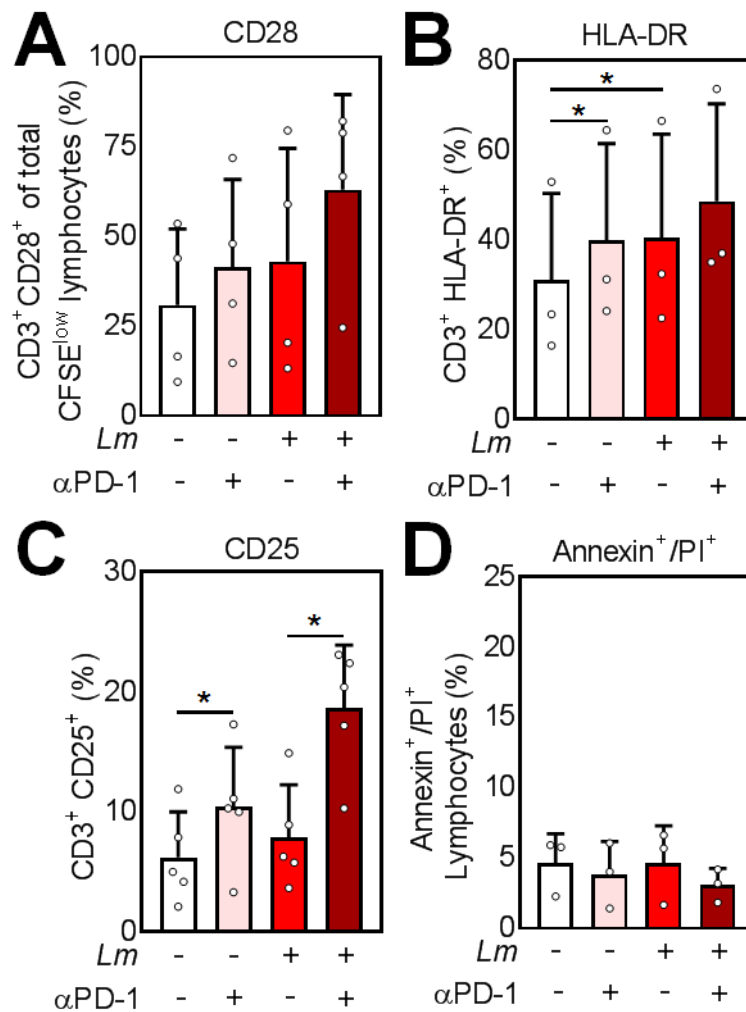 A
CD28
CD3⁺CD28⁺ of total
CFSEˡᵒʷ lymphocytes (%)
100
75
50
25
0
Lm - - + +
αPD-1 - + - +
B
HLA-DR
CD3⁺ HLA-DR⁺ (%)
80
60
40
20
0
*
*
Lm - - + +
αPD-1 - + - +
C
CD25
CD3⁺ CD25⁺ (%)
30
20
10
0
*
*
Lm - - + +
αPD-1 - + - +
D
Annexin⁺/PI⁺
Annexin⁺/PI⁺
Lymphocytes (%)
25
20
15
10
5
0
Lm - - + +
αPD-1 - + - +